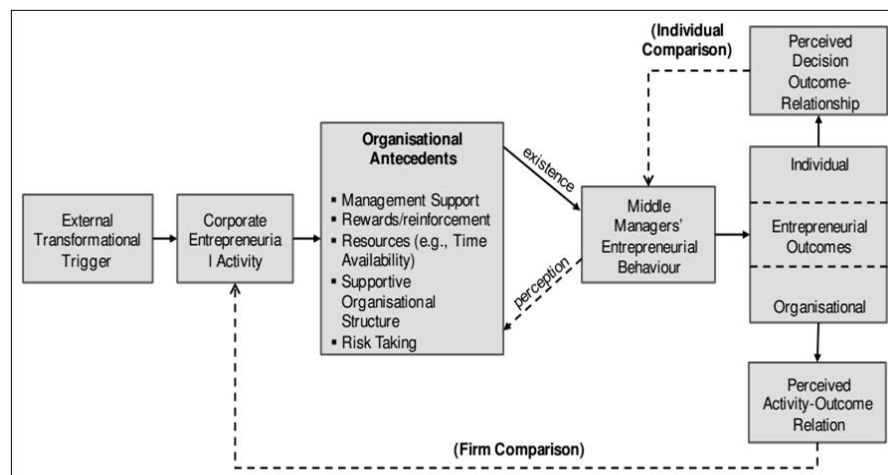 External
Transformational
Trigger
Corporate
Entrepreneuria
l Activity
Organisational
Antecedents
▪ Management Support
▪ Rewards/reinforcement
▪ Resources (e.g., Time
Availability)
▪ Supportive
Organisational
Structure
▪ Risk Taking
existence
perception
Middle
Managers'
Entrepreneurial
Behaviour
(Individual
Comparison)
Perceived
Decision
Outcome-
Relationship
Individual
Entrepreneurial
Outcomes
Organisational
Perceived
Activity-Outcome
Relation
(Firm Comparison)